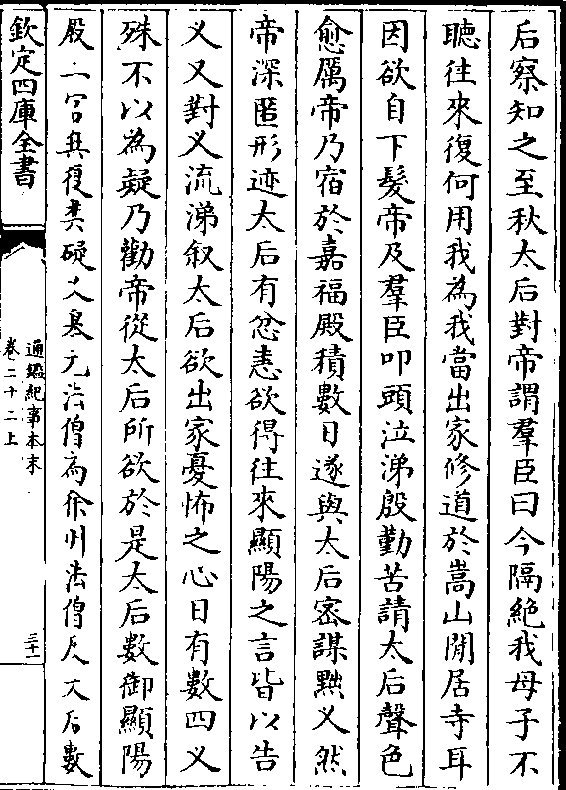 后察知之至秋太后對帝謂羣臣曰今隔絶我母子不
聽往來復何用我為我當出家修道於嵩山閒居寺耳
因欲自下髮帝及羣臣叩頭泣涕殷勤苦請太后聲色
愈厲帝乃宿於嘉福殿積數日遂與太后密謀黜乂然
帝深匿形迹太后有忿恚欲得往來顯陽之言皆以告
乂又對乂流涕叙太后欲出家憂怖之心日有數四乂
殊不以為疑乃勸帝從太后所欲於是太后數御顯陽
殿二宫無復禁礙乂舉元法僧為徐州法僧反太后數
欽定四庫全書
通鑑紀事本末
卷二十二上
三十一